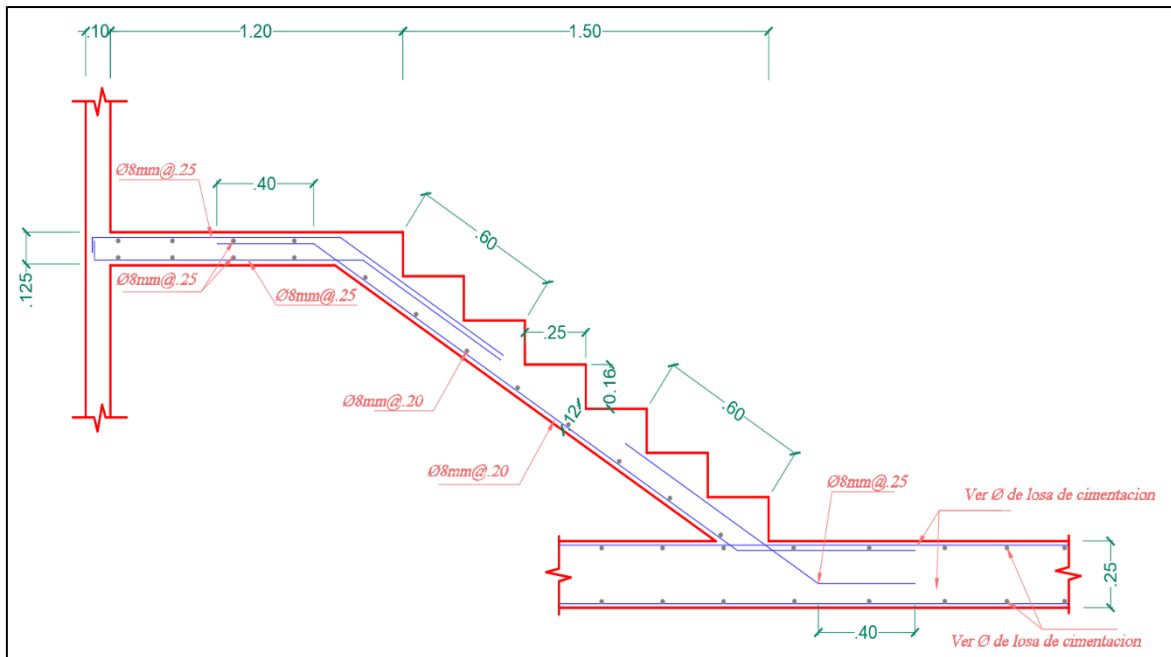 .10
1.20
1.50
Ø8mm@.25
.40
.60
.125
Ø8mm@.25
Ø8mm@.25
.25
0.16
.60
Ø8mm@.20
.12
Ø8mm@.20
Ø8mm@.25
Ver Ø de losa de cimentacion
.25
.40
Ver Ø de losa de cimentacion